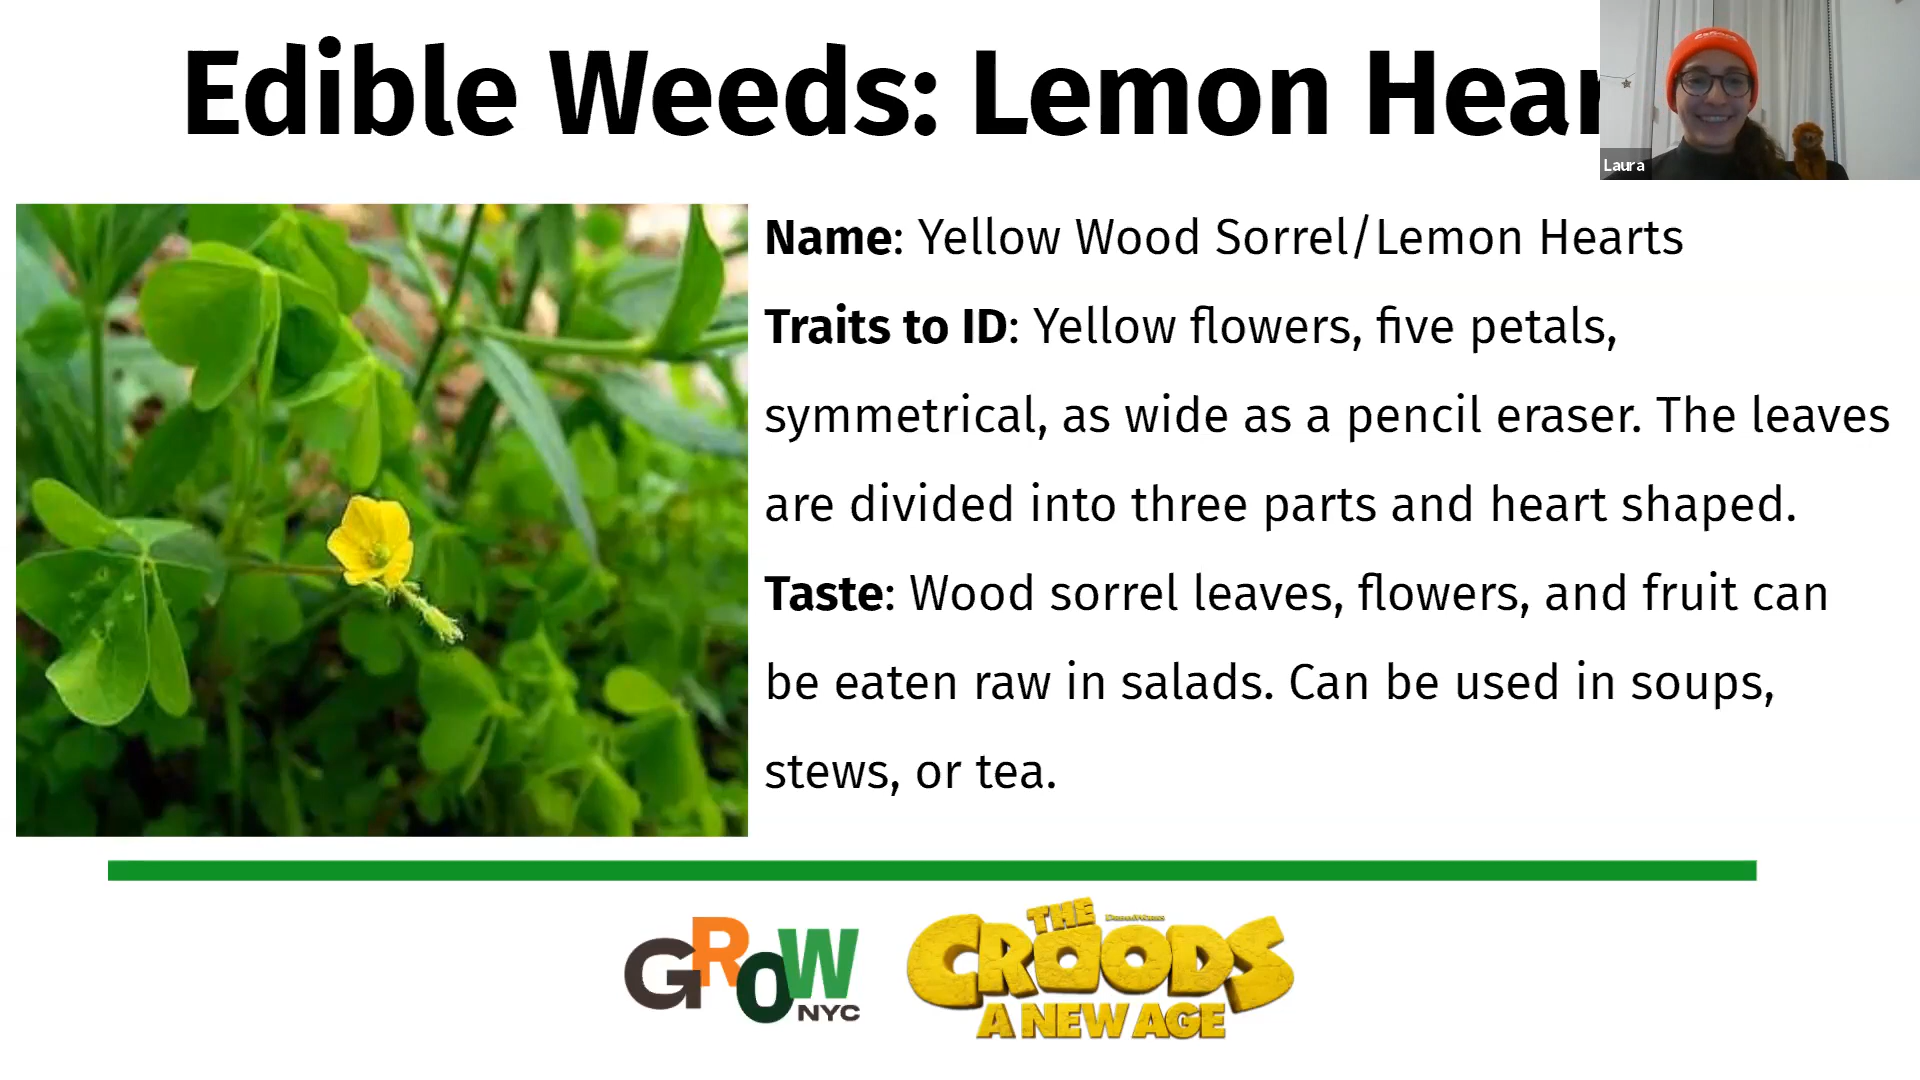 Edible Weeds: Lemon Hear
Laura
Name: Yellow Wood Sorrel/Lemon Hearts
Traits to ID: Yellow flowers, five petals,
symmetrical, as wide as a pencil eraser. The leaves
are divided into three parts and heart shaped.
Taste: Wood sorrel leaves, flowers, and fruit can
be eaten raw in salads. Can be used in soups,
stews, or tea.
GROW
NYC
THE
CROODS
A NEW AGE